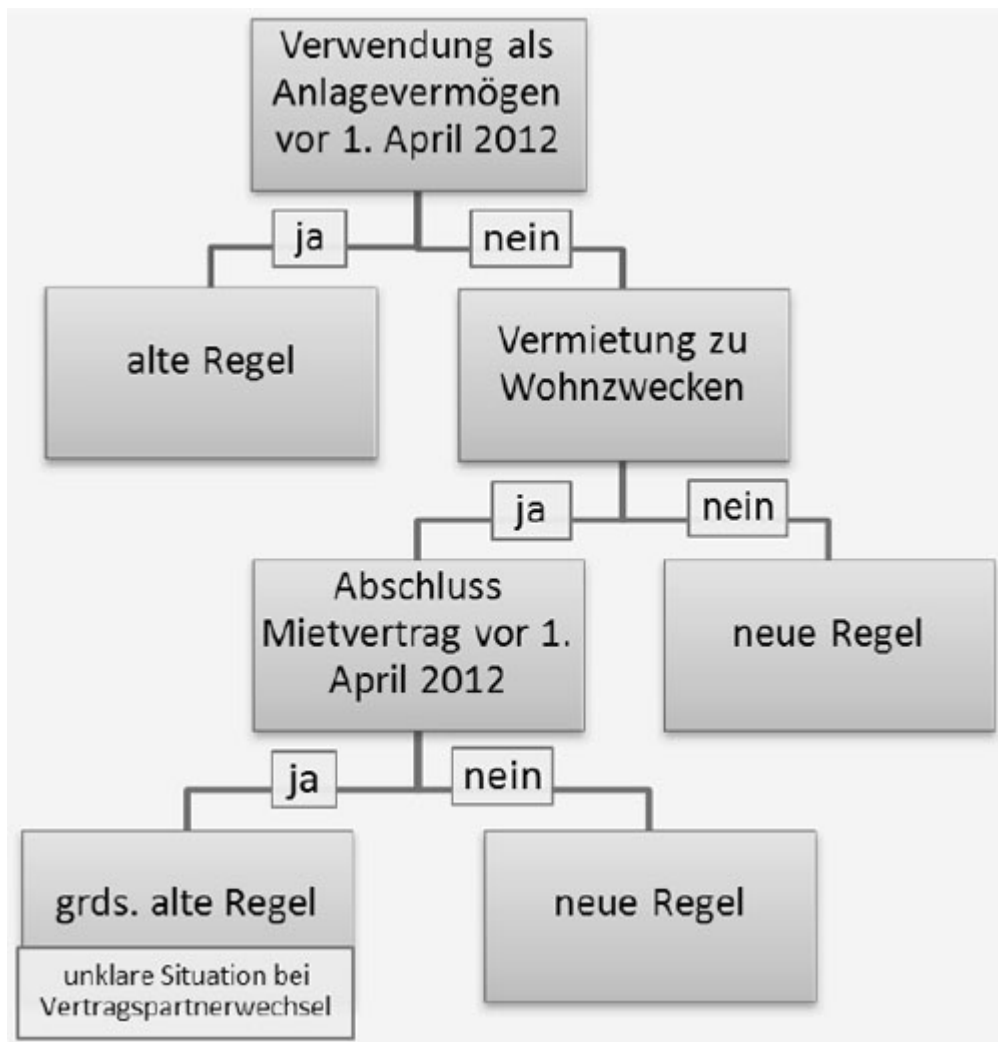 Verwendung als
Anlagevermögen
vor 1. April 2012
ja
nein
alte Regel
Vermietung zu
Wohnzwecken
ja
nein
Abschluss
Mietvertrag vor 1.
April 2012
neue Regel
ja
nein
grds. alte Regel
neue Regel
unklare Situation bei
Vertragspartnerwechsel